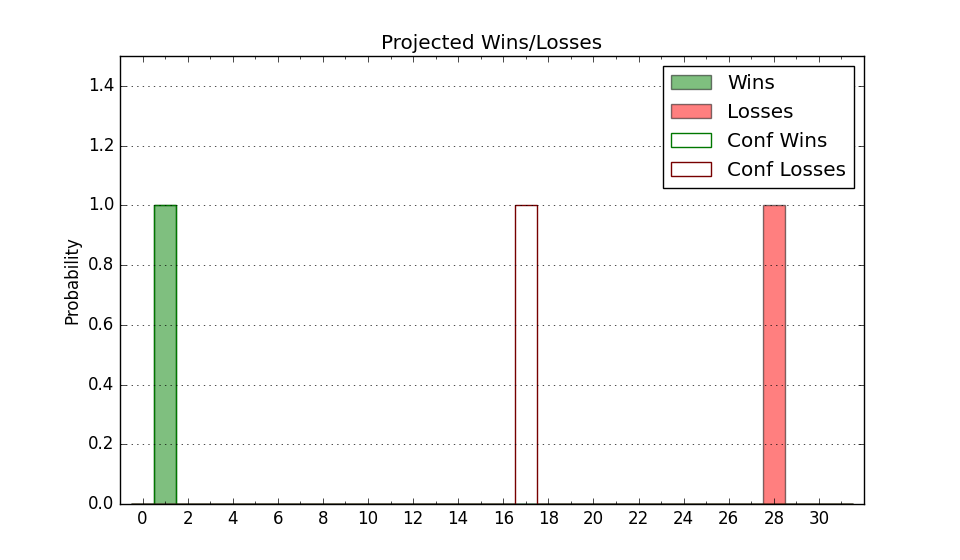 Projected Wins/Losses
Wins
Losses
Conf Wins
Conf Losses
Probability
1.4
1.2
1.0
0.8
0.6
0.4
0.2
0.0
0 2 4 6 8 10 12 14 16 18 20 22 24 26 28 30